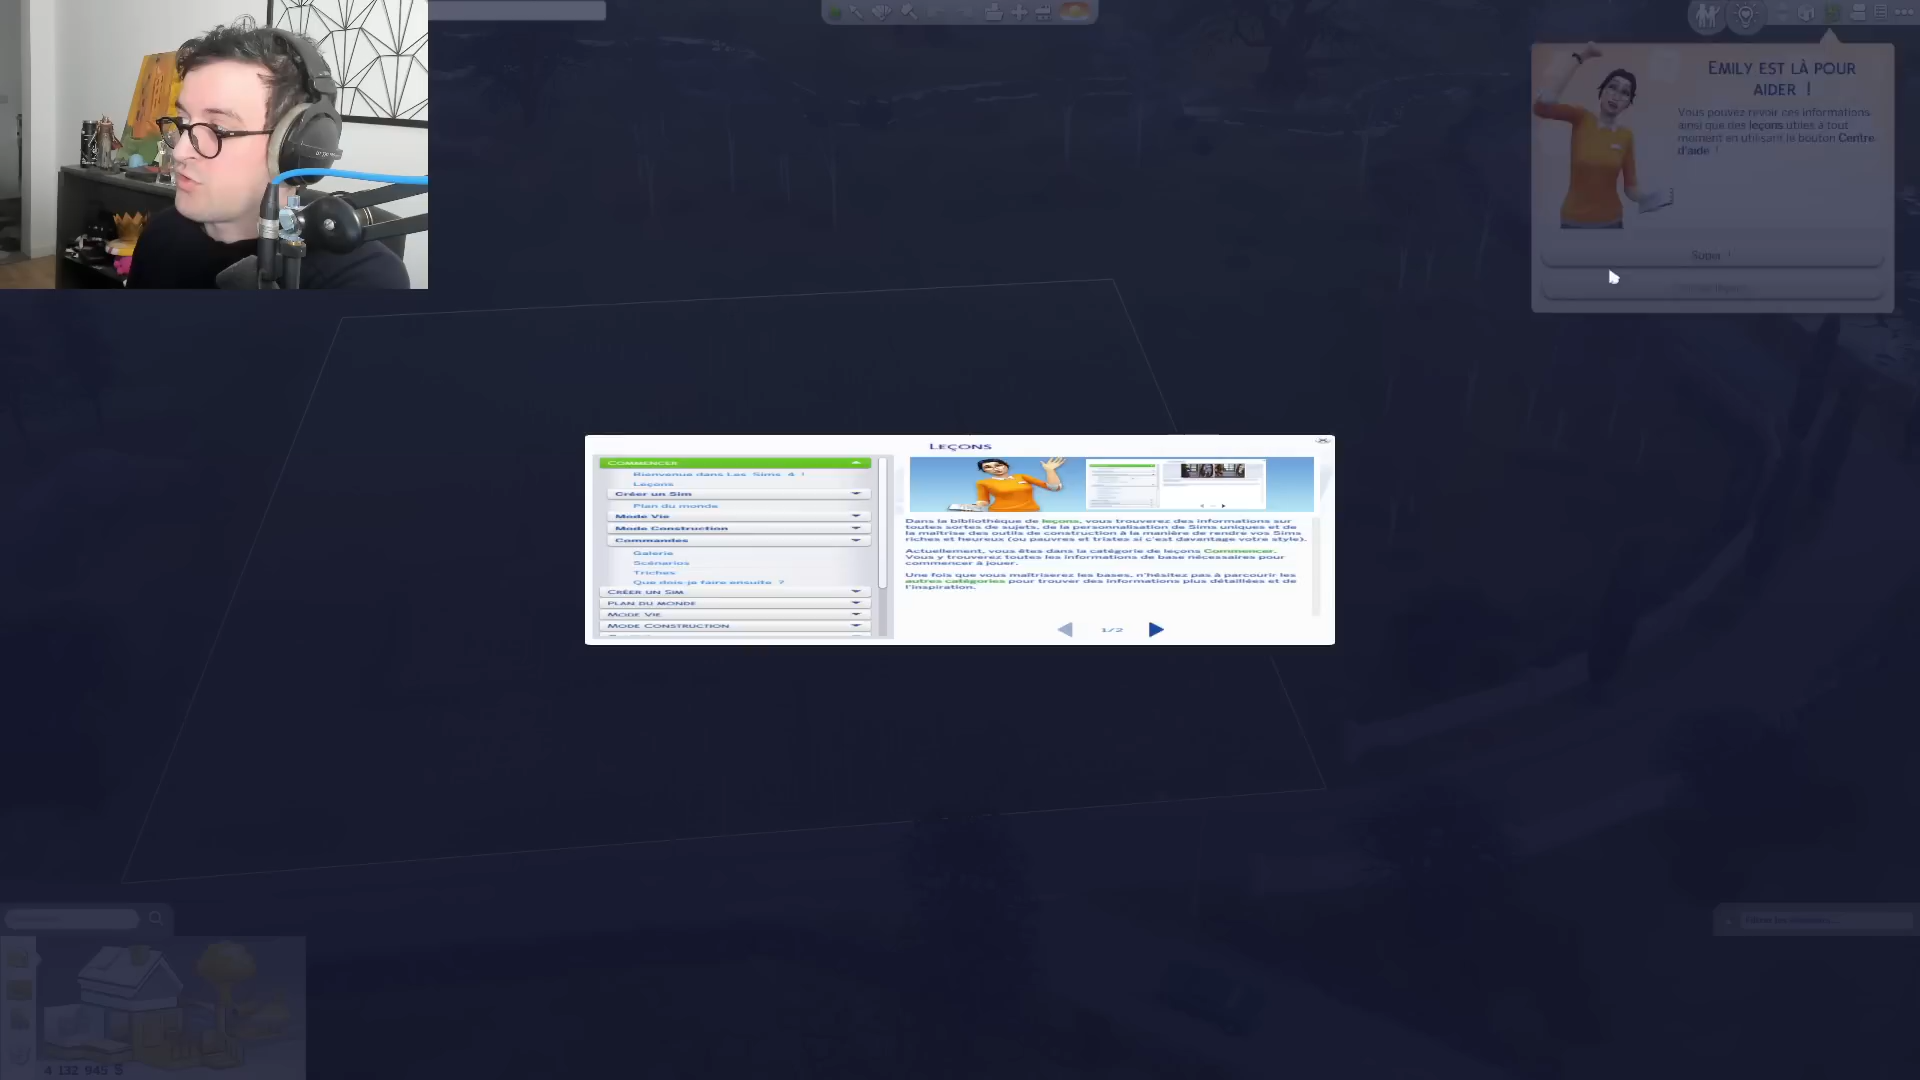 EMILY EST LÀ POUR
AIDER !
Vous pouvez revoir ces informations
ainsi que des leçons utiles à tout
moment en utilisant le bouton Centre
d'aide !
Super !
LEÇONS
COMMENCER
Bienvenue dans Les Sims 4 !
Leçons
Créer un Sim
Plan du monde
Mode Vie
Mode Construction
Commandes
Galerie
Scénarios
Triches
Que dois-je faire ensuite ?
CRÉER UN SIM
PLAN DU MONDE
MODE VIE
MODE CONSTRUCTION
Dans la bibliothèque de leçons, vous trouverez des informations sur
toutes sortes de sujets, de la personnalisation de Sims uniques et de
la maîtrise des outils de construction à la manière de rendre vos Sims
riches et heureux (ou pauvres et tristes si c'est davantage votre style).
Actuellement, vous êtes dans la catégorie de leçons Commencer.
Vous y trouverez toutes les informations de base nécessaires pour
commencer à jouer.
Une fois que vous maîtriserez les bases, n'hésitez pas à parcourir les
autres catégories pour trouver des informations plus détaillées et de
l'inspiration.
1/2
4 132 945 $